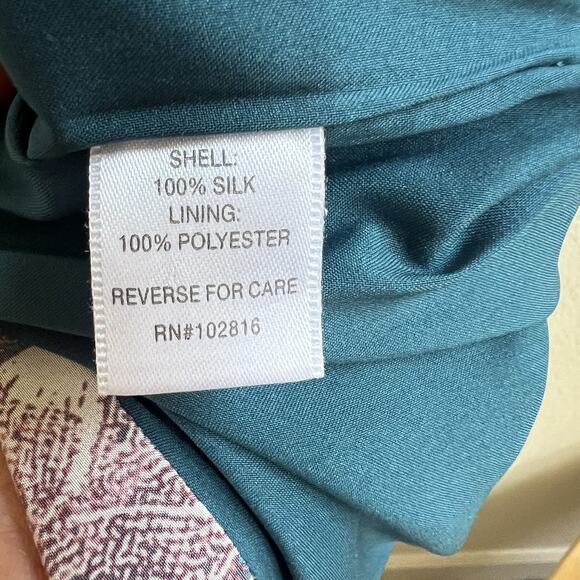 SHELL:
100% SILK
LINING:
100% POLYESTER
REVERSE FOR CARE
RN#102816